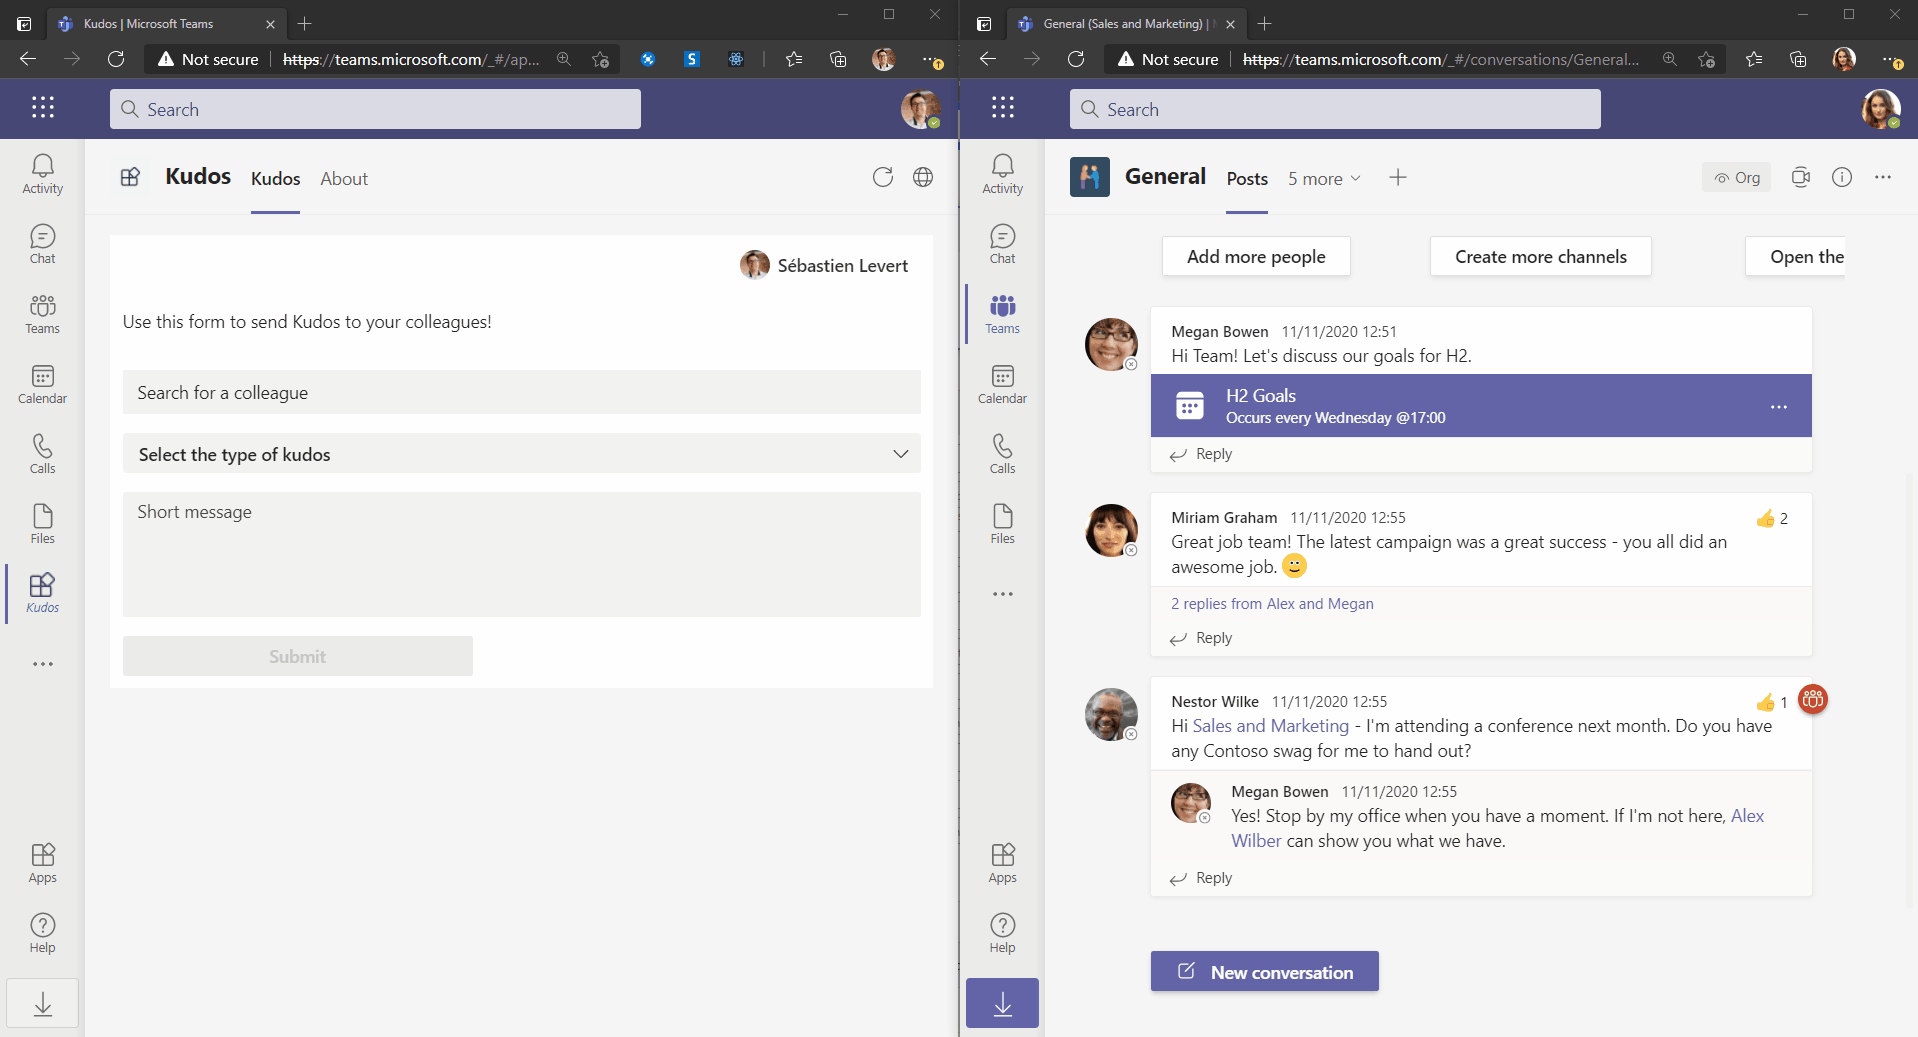 Kudos | Microsoft Teams
Not secure https://teams.microsoft.com/_#/ap...
Search
Activity
Chat
Teams
Calendar
Calls
Files
Kudos
Apps
Help
Kudos Kudos About
Sébastien Levert
Use this form to send Kudos to your colleagues!
Search for a colleague
Select the type of kudos
Short message
Submit
General (Sales and Marketing) |
Not secure https://teams.microsoft.com/_#/conversations/General...
Search
Activity
Chat
Teams
Calendar
Calls
Files
Apps
Help
General Posts 5 more Org
Add more people Create more channels Open the
Megan Bowen 11/11/2020 12:51
Hi Team! Let's discuss our goals for H2.
H2 Goals
Occurs every Wednesday @17:00
Reply
Miriam Graham 11/11/2020 12:55 2
Great job team! The latest campaign was a great success - you all did an
awesome job.
2 replies from Alex and Megan
Reply
Nestor Wilke 11/11/2020 12:55 1
Hi Sales and Marketing - I'm attending a conference next month. Do you have
any Contoso swag for me to hand out?
Megan Bowen 11/11/2020 12:55
Yes! Stop by my office when you have a moment. If I'm not here, Alex
Wilber can show you what we have.
Reply
New conversation